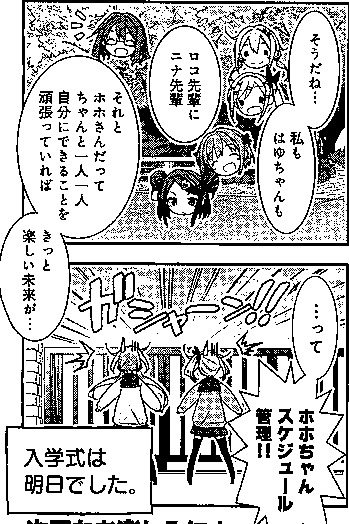 そうだね…
私も
はゆちゃんも
ロコ先輩に
ニナ先輩
それと
ホホさんだって
ちゃんと一人一人
自分にできることを
頑張っていれば
きっと
楽しい未来が…
…って
ガシャーン!!!
ホホちゃん
スケジュール
管理!!
入学式は
明日でした。